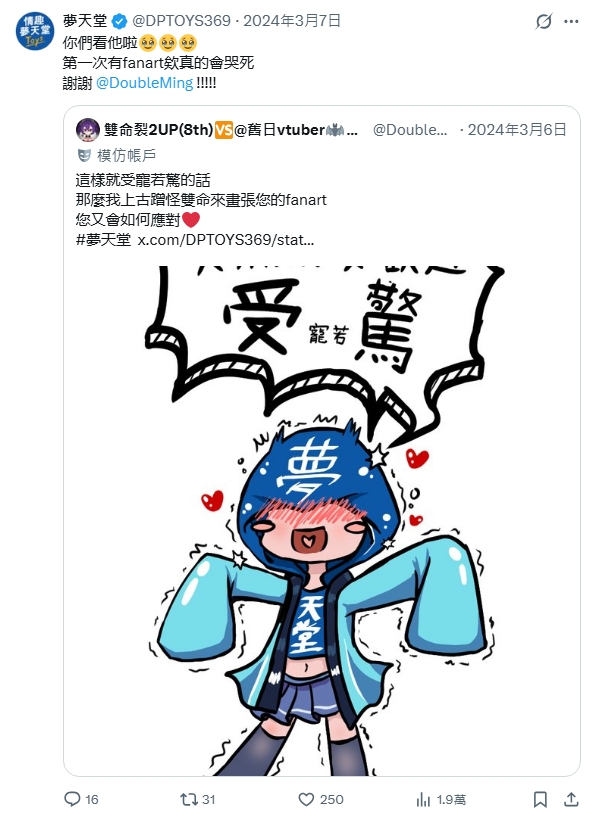 情趣
夢天堂
Toys
夢天堂 @DPTOYS369 · 2024年3月7日
你們看他啦🥹🥹🥹
第一次有fanart欸真的會哭死
謝謝 @DoubleMing !!!!!
雙命裂2UP(8th)🆚@舊日vtuber🦇... @Double... · 2024年3月6日
模仿帳戶
這樣就受寵若驚的話
那麼我上古蹭怪雙命來畫張您的fanart
您又會如何應對❤️
#夢天堂 x.com/DPTOYS369/stat...
受寵若驚
夢
天堂
16 31 250 1.9萬